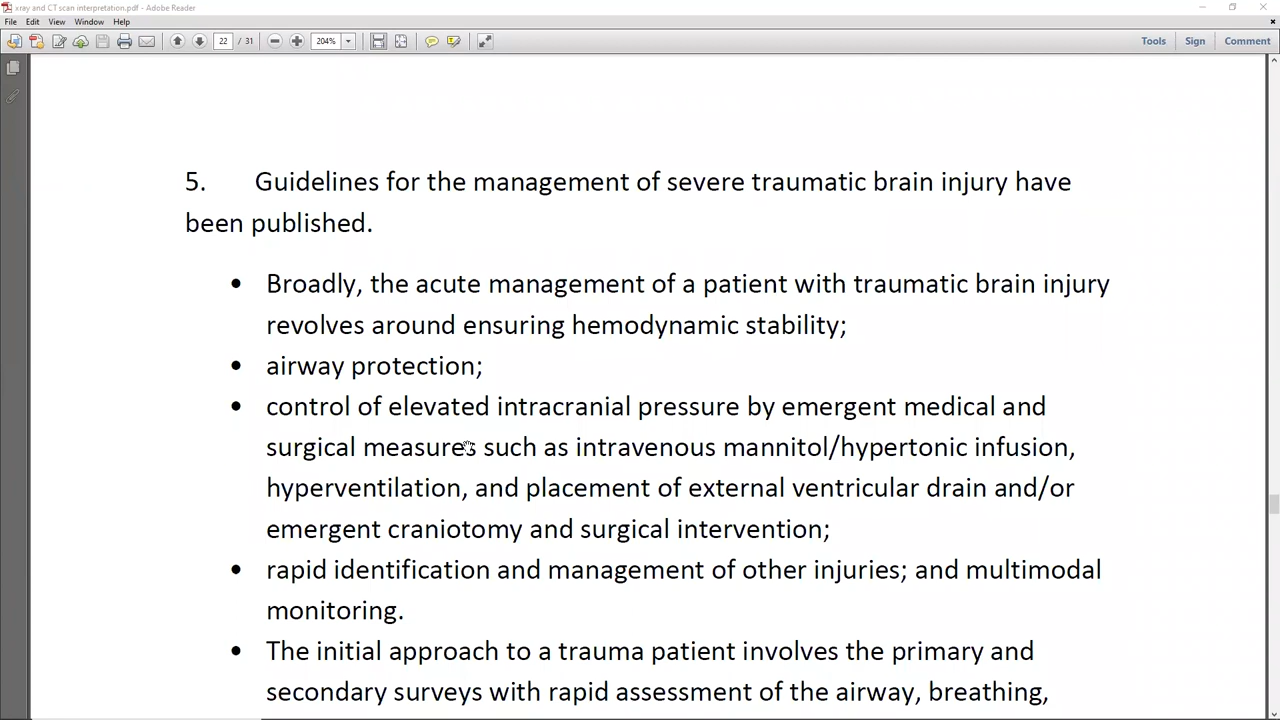 xray and CT scan interpretation.pdf - Adobe Reader
File Edit View Window Help
22 / 31 204% Tools Sign Comment
5. Guidelines for the management of severe traumatic brain injury have
been published.
• Broadly, the acute management of a patient with traumatic brain injury
revolves around ensuring hemodynamic stability;
• airway protection;
• control of elevated intracranial pressure by emergent medical and
surgical measures such as intravenous mannitol/hypertonic infusion,
hyperventilation, and placement of external ventricular drain and/or
emergent craniotomy and surgical intervention;
• rapid identification and management of other injuries; and multimodal
monitoring.
• The initial approach to a trauma patient involves the primary and
secondary surveys with rapid assessment of the airway, breathing,